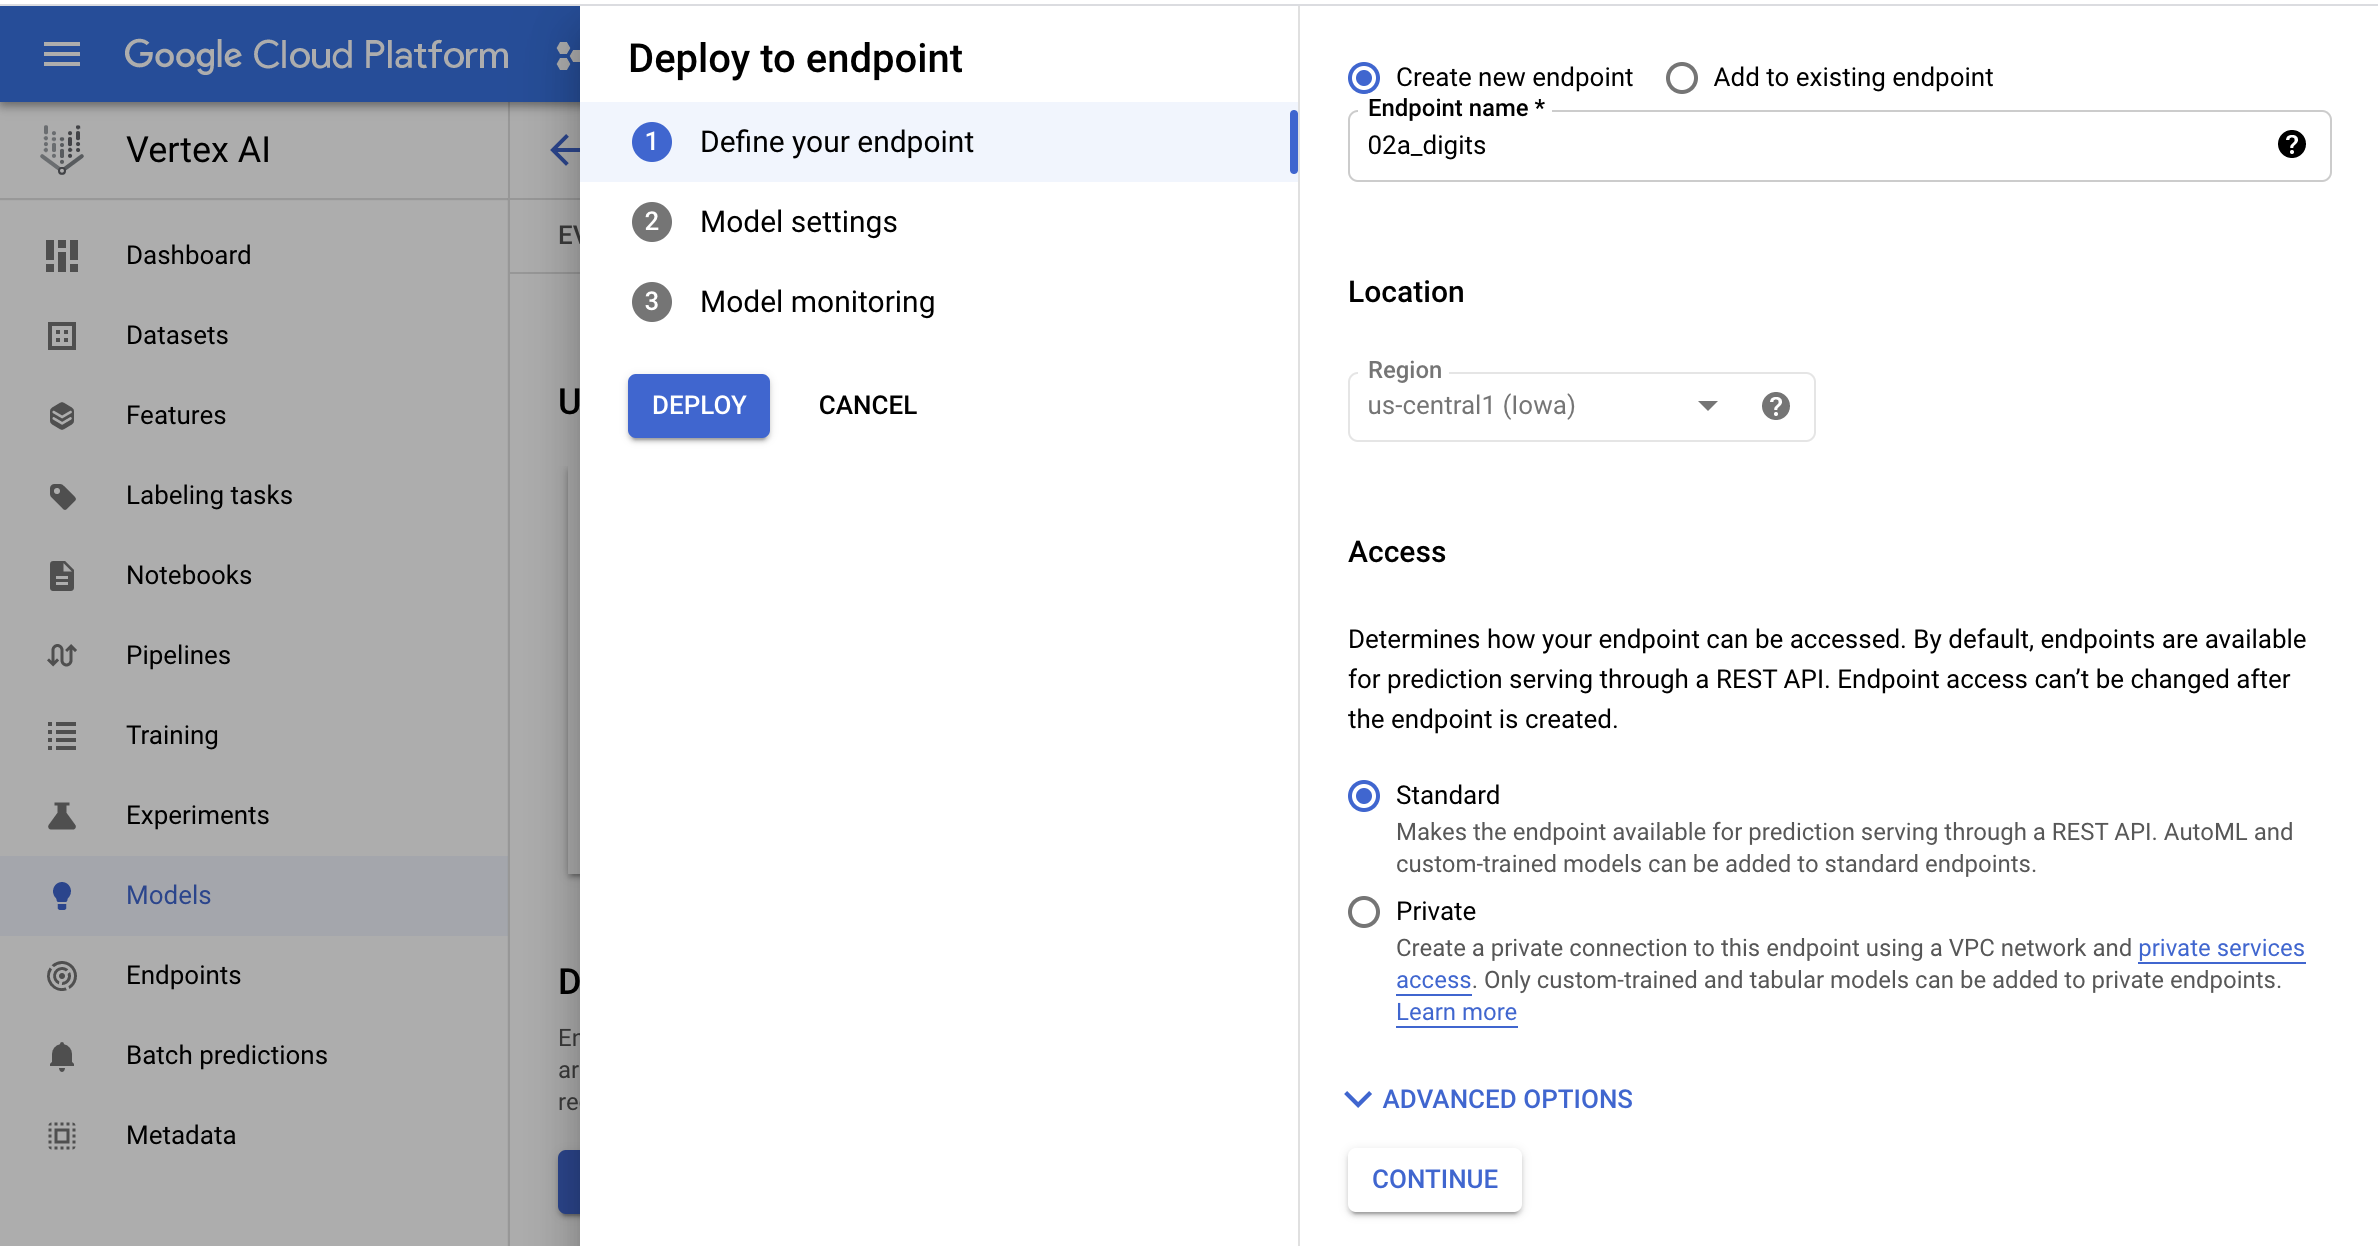 Google Cloud Platform
Vertex AI
Dashboard
Datasets
Features
Labeling tasks
Notebooks
Pipelines
Training
Experiments
Models
Endpoints
Batch predictions
Metadata
Deploy to endpoint
1 Define your endpoint
2 Model settings
3 Model monitoring
DEPLOY CANCEL
Create new endpoint Add to existing endpoint
Endpoint name *
02a_digits
Location
Region
us-central1 (Iowa)
Access
Determines how your endpoint can be accessed. By default, endpoints are available
for prediction serving through a REST API. Endpoint access can’t be changed after
the endpoint is created.
Standard
Makes the endpoint available for prediction serving through a REST API. AutoML and
custom-trained models can be added to standard endpoints.
Private
Create a private connection to this endpoint using a VPC network and private services
access. Only custom-trained and tabular models can be added to private endpoints.
Learn more
ADVANCED OPTIONS
CONTINUE